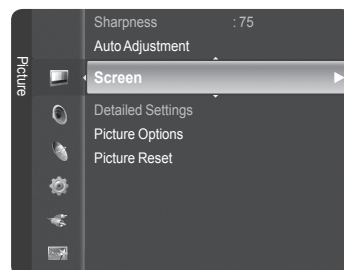 Picture
Sharpness : 75
Auto Adjustment
Screen
Detailed Settings
Picture Options
Picture Reset